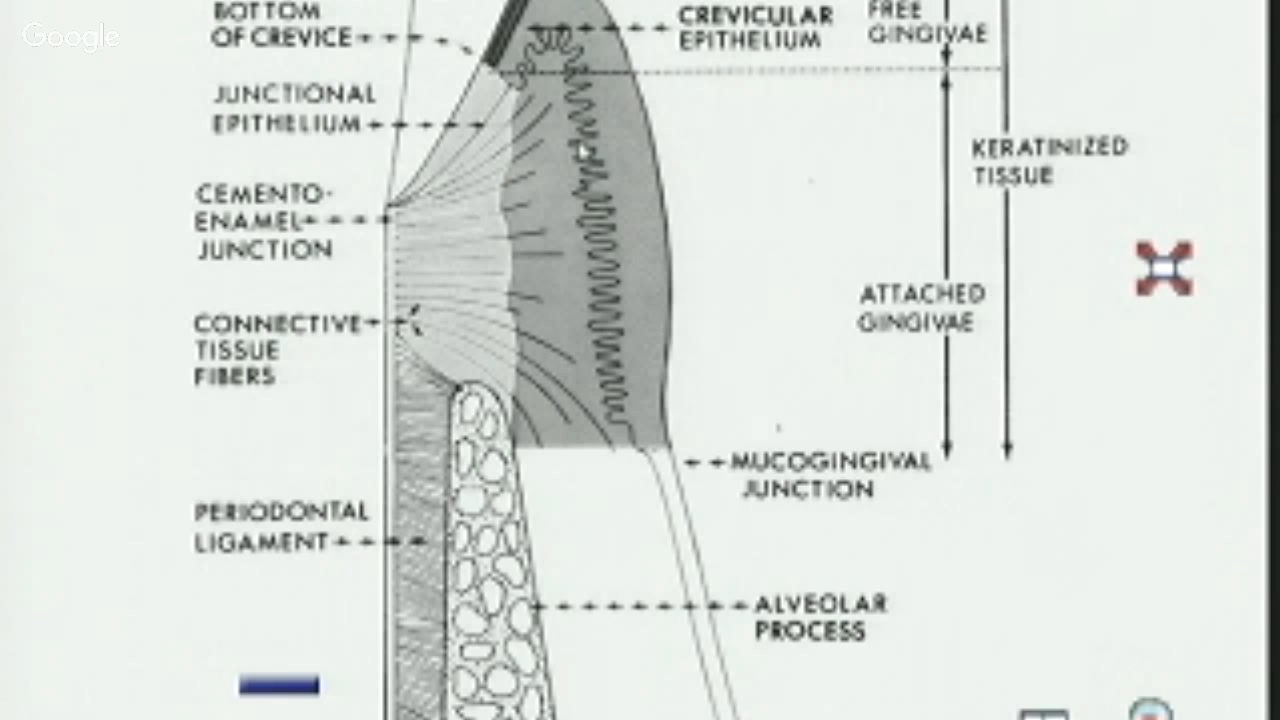 Google
BOTTOM
OF CREVICE
CREVICULAR
EPITHELIUM
FREE
GINGIVAE
JUNCTIONAL
EPITHELIUM
KERATINIZED
TISSUE
CEMENTO-
ENAMEL
JUNCTION
ATTACHED
GINGIVAE
CONNECTIVE
TISSUE
FIBERS
MUCOGINGIVAL
JUNCTION
PERIODONTAL
LIGAMENT
ALVEOLAR
PROCESS